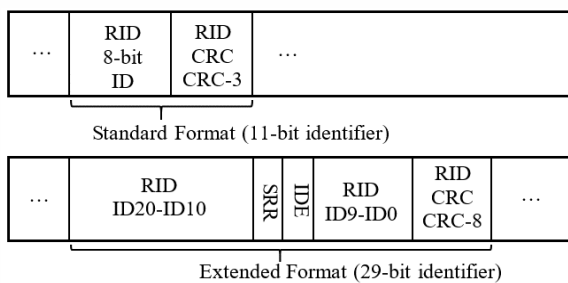 ...
RID
8-bit
ID
RID
CRC
CRC-3
...
Standard Format (11-bit identifier)
...
RID
ID20-ID10
SRR
IDE
RID
ID9-ID0
RID
CRC
CRC-8
...
Extended Format (29-bit identifier)